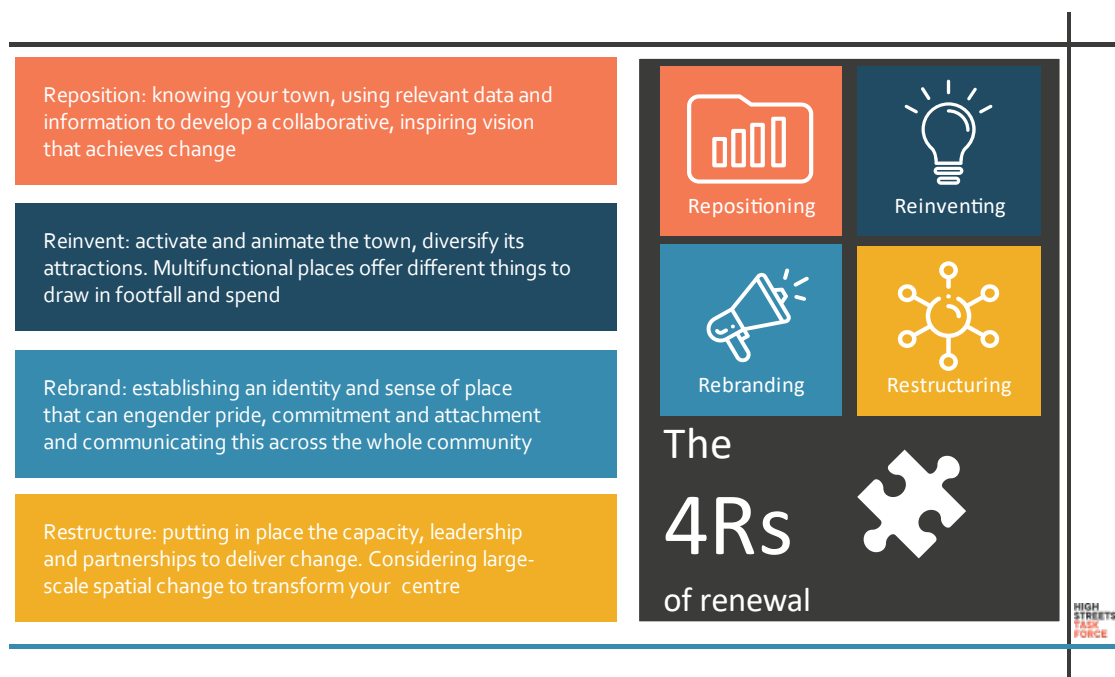 Reposition: knowing your town, using relevant data and
information to develop a collaborative, inspiring vision
that achieves change
Reinvent: activate and animate the town, diversify its
attractions. Multifunctional places offer different things to
draw in footfall and spend
Rebrand: establishing an identity and sense of place
that can engender pride, commitment and attachment
and communicating this across the whole community
Restructure: putting in place the capacity, leadership
and partnerships to deliver change. Considering large-
scale spatial change to transform your  centre
Repositioning
Reinventing
Rebranding
Restructuring
The
4Rs
of renewal
HIGH
STREETS
TASK
FORCE